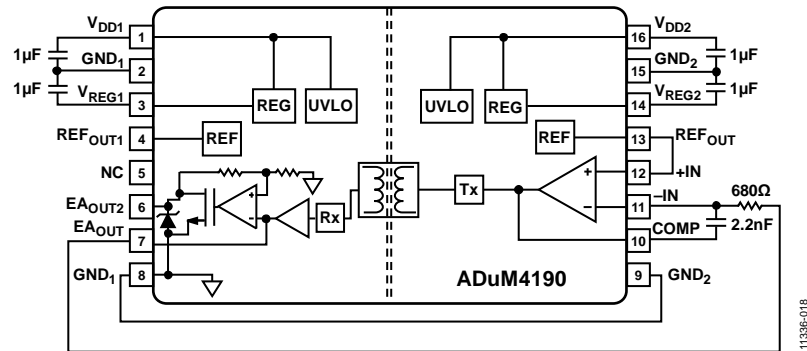 VDD1
1
1µF
GND1
2
1µF
VREG1
3
REG
UVLO
REFOUT1
4
REF
NC
5
EAOUT2
6
EAOUT
7
GND1
8
+
–
Rx
Tx
+
–
ADuM4190
VDD2
16
1µF
GND2
15
1µF
VREG2
14
UVLO
REG
REFOUT
13
REF
+IN
12
–IN
11
680Ω
2.2nF
COMP
10
GND2
9
11336-018